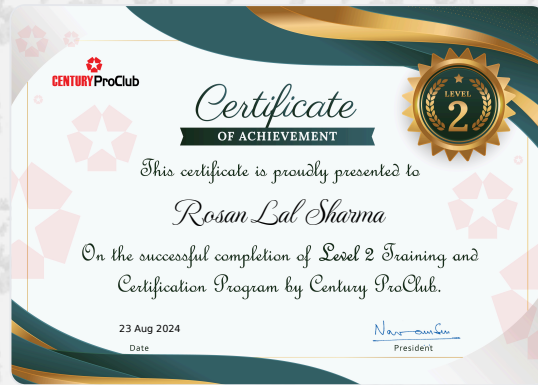 CENTURY ProClub
Certificate
OF ACHIEVEMENT
LEVEL
2
This certificate is proudly presented to
Rosan Lal Sharma
On the successful completion of Level 2 Training and
Certification Program by Century ProClub.
23 Aug 2024
Date
President